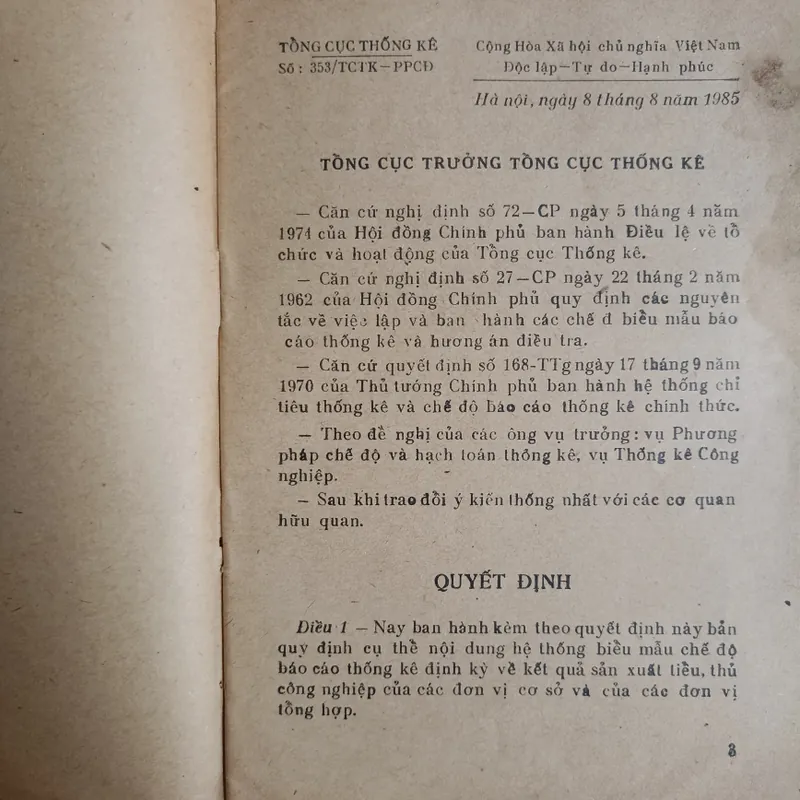 TỔNG CỤC THỐNG KÊ
Số: 353/TCTK—PPCĐ
Cộng Hòa Xã hội chủ nghĩa Việt Nam
Độc lập—Tự do—Hạnh phúc
Hà nội, ngày 8 tháng 8 năm 1985
TỔNG CỤC TRƯỞNG TỔNG CỤC THỐNG KÊ
— Căn cứ nghị định số 72—CP ngày 5 tháng 4 năm
1974 của Hội đồng Chính phủ ban hành Điều lệ về tổ
chức và hoạt động của Tổng cục Thống kê.
— Căn cứ nghị định số 27—CP ngày 22 tháng 2 năm
1962 của Hội đồng Chính phủ quy định các nguyên
tắc về việc lập và ban hành các chế đ biểu mẫu báo
cáo thống kê và hương án điều tra.
— Căn cứ quyết định số 168-TTg ngày 17 tháng 9 năm
1970 của Thủ tướng Chính phủ ban hành hệ thống chỉ
tiêu thống kê và chế độ báo cáo thống kê chính thức.
— Theo đề nghị của các ông vụ trưởng: vụ Phương
pháp chế độ và hạch toán thống kê, vụ Thống kê Công
nghiệp.
— Sau khi trao đổi ý kiến thống nhất với các cơ quan
hữu quan.
QUYẾT ĐỊNH
Điều 1 — Nay ban hành kèm theo quyết định này bản
quy định cụ thể nội dung hệ thống biểu mẫu chế độ
báo cáo thống kê định kỳ về kết quả sản xuất tiểu, thủ
công nghiệp của các đơn vị cơ sở và của các đơn vị
tổng hợp.
3